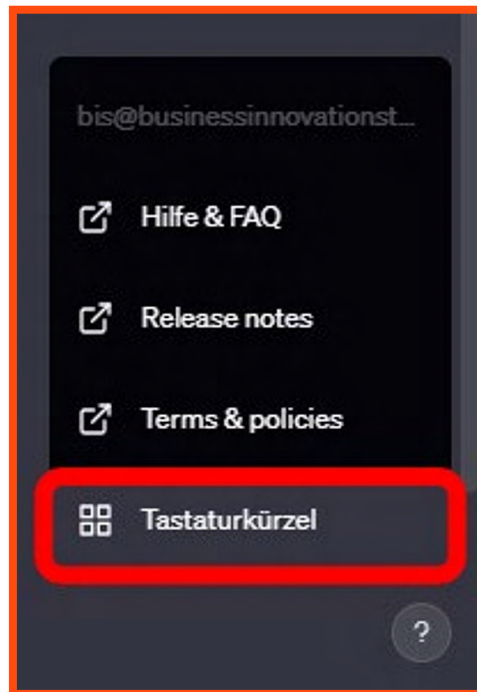 bis@businessinnovationst...
Hilfe & FAQ
Release notes
Terms & policies
Tastaturkürzel
?